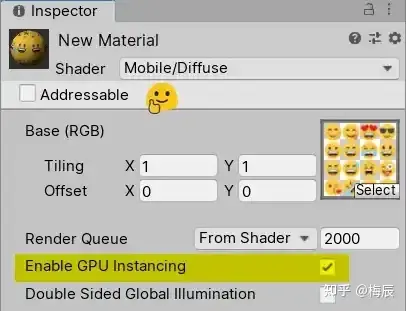 Inspector
New Material
Shader Mobile/Diffuse
Addressable
Base (RGB)
Tiling X 1 Y 1
Offset X 0 Y 0
Select
Render Queue From Shader 2000
Enable GPU Instancing
Double Sided Global Illumination
知乎 @梅辰